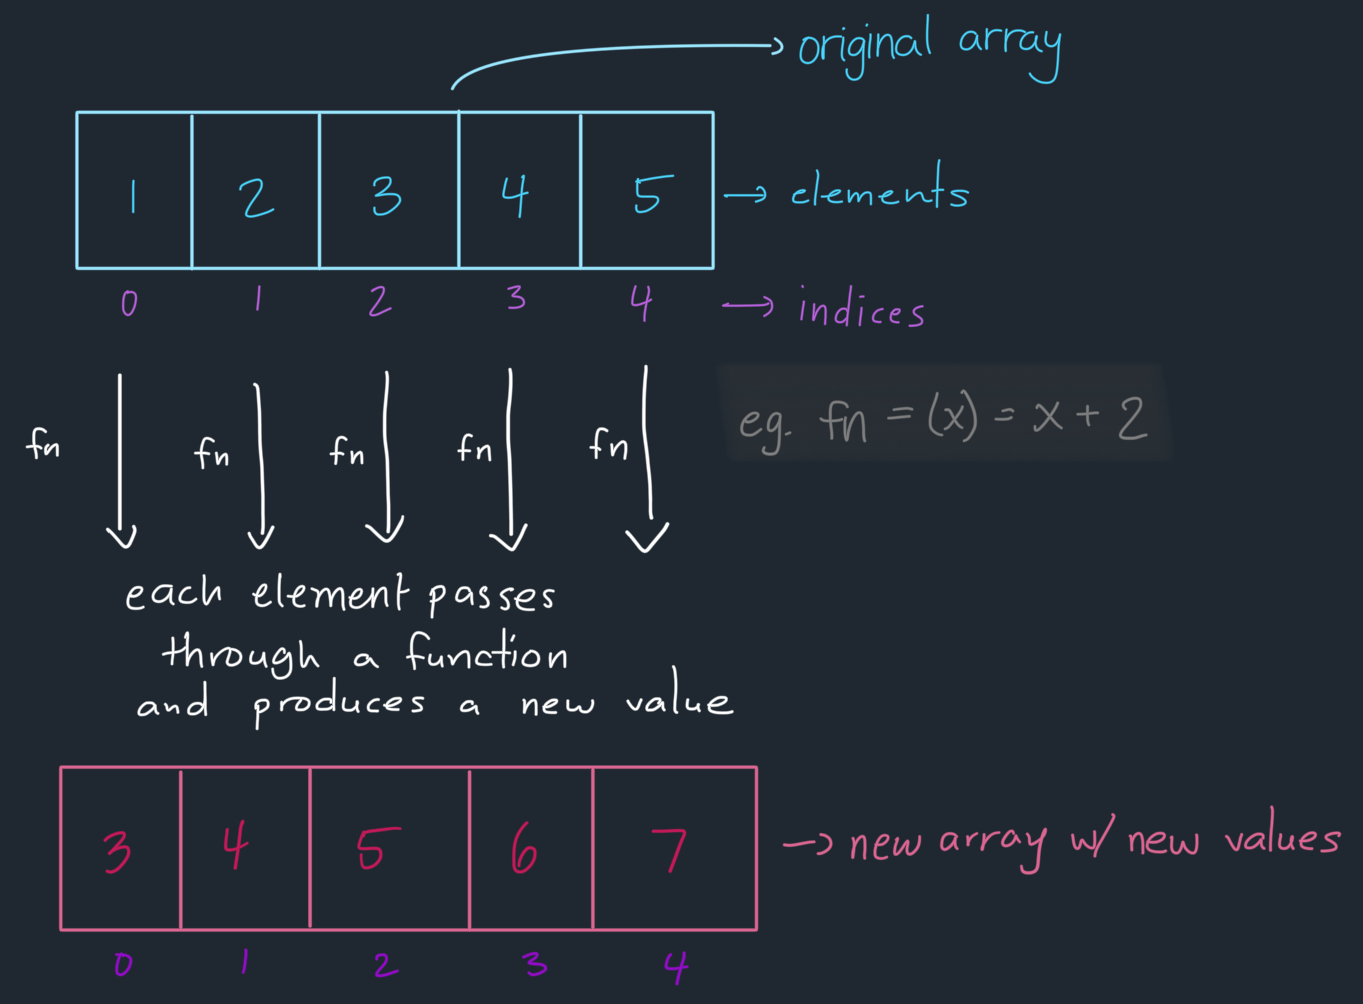 original array
1 2 3 4 5 → elements
0 1 2 3 4 → indices
fn fn fn fn fn
eg. fn = (x) = x + 2
each element passes
through a function
and produces a new value
3 4 5 6 7 → new array w/ new values
0 1 2 3 4